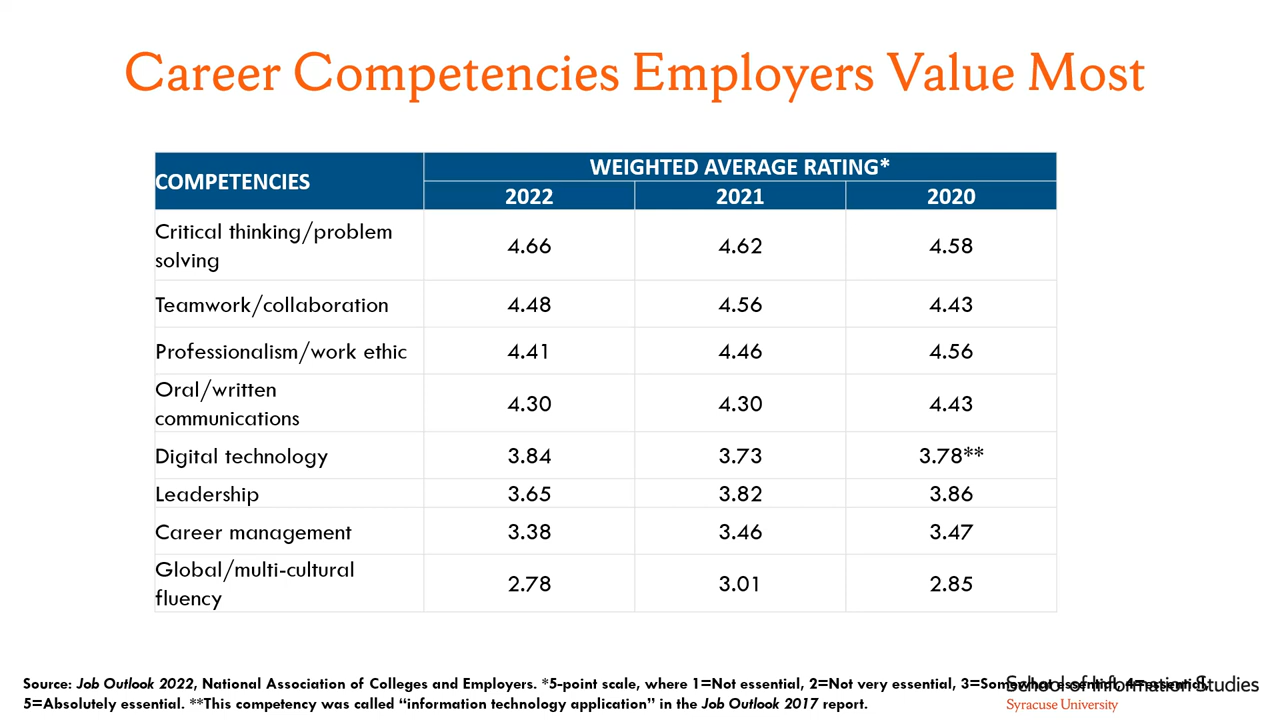 Career Competencies Employers Value Most
COMPETENCIES
WEIGHTED AVERAGE RATING*
2022 2021 2020
Critical thinking/problem
solving
4.66 4.62 4.58
Teamwork/collaboration 4.48 4.56 4.43
Professionalism/work ethic 4.41 4.46 4.56
Oral/written
communications
4.30 4.30 4.43
Digital technology 3.84 3.73 3.78**
Leadership 3.65 3.82 3.86
Career management 3.38 3.46 3.47
Global/multi-cultural
fluency
2.78 3.01 2.85
Source: Job Outlook 2022, National Association of Colleges and Employers. *5-point scale, where 1=Not essential, 2=Not very essential, 3=Somewhat essential, 4=essential,
5=Absolutely essential. **This competency was called “information technology application” in the Job Outlook 2017 report.
School of Information Studies
Syracuse University